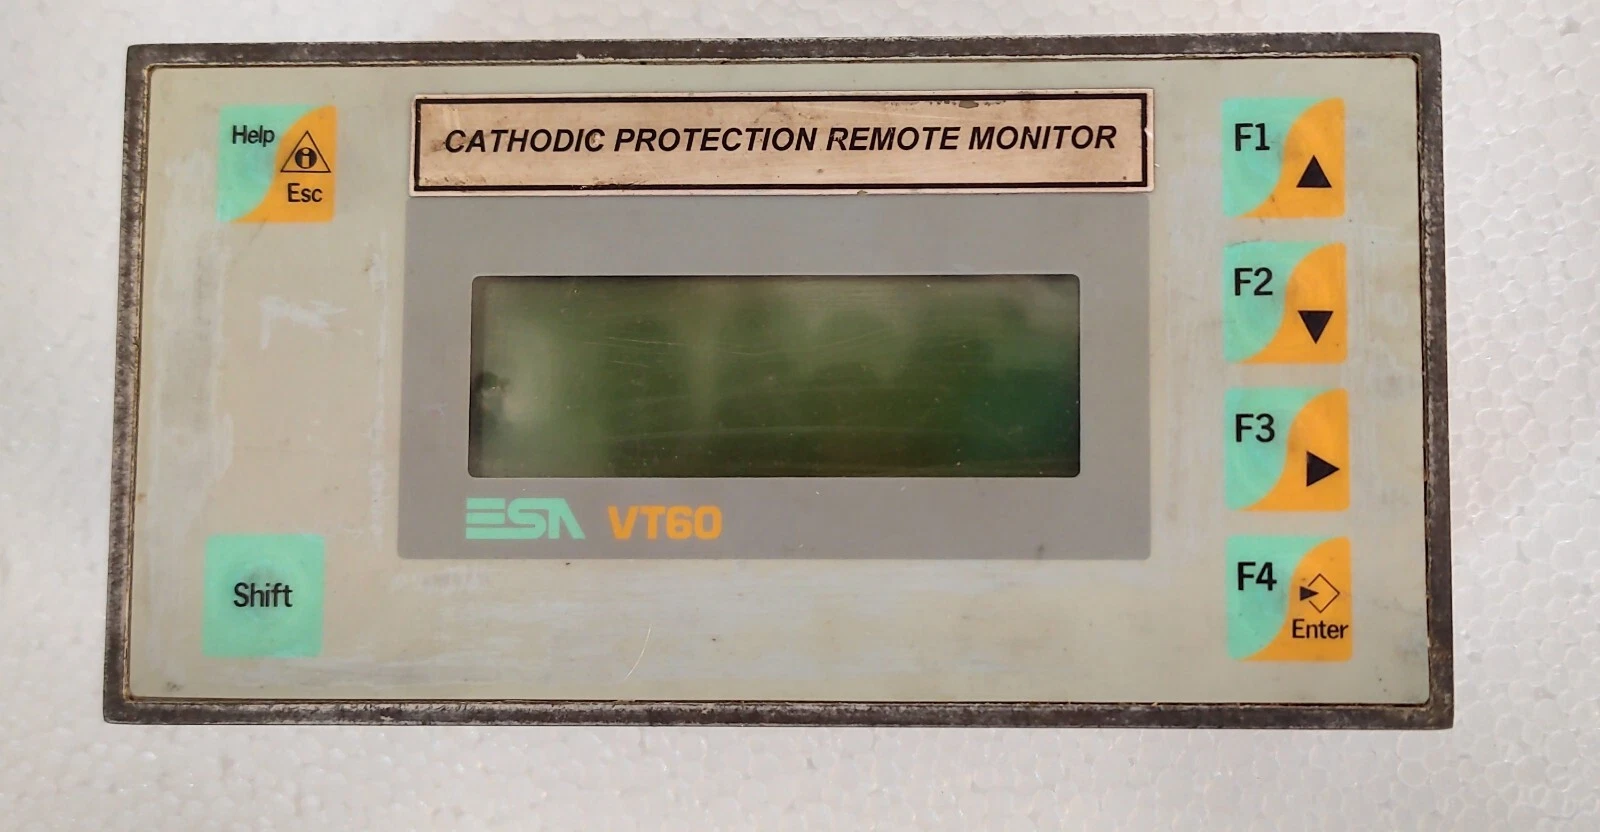 CATHODIC PROTECTION REMOTE MONITOR
Help
Esc
F1
F2
F3
ESA VT60
F4
Enter
Shift